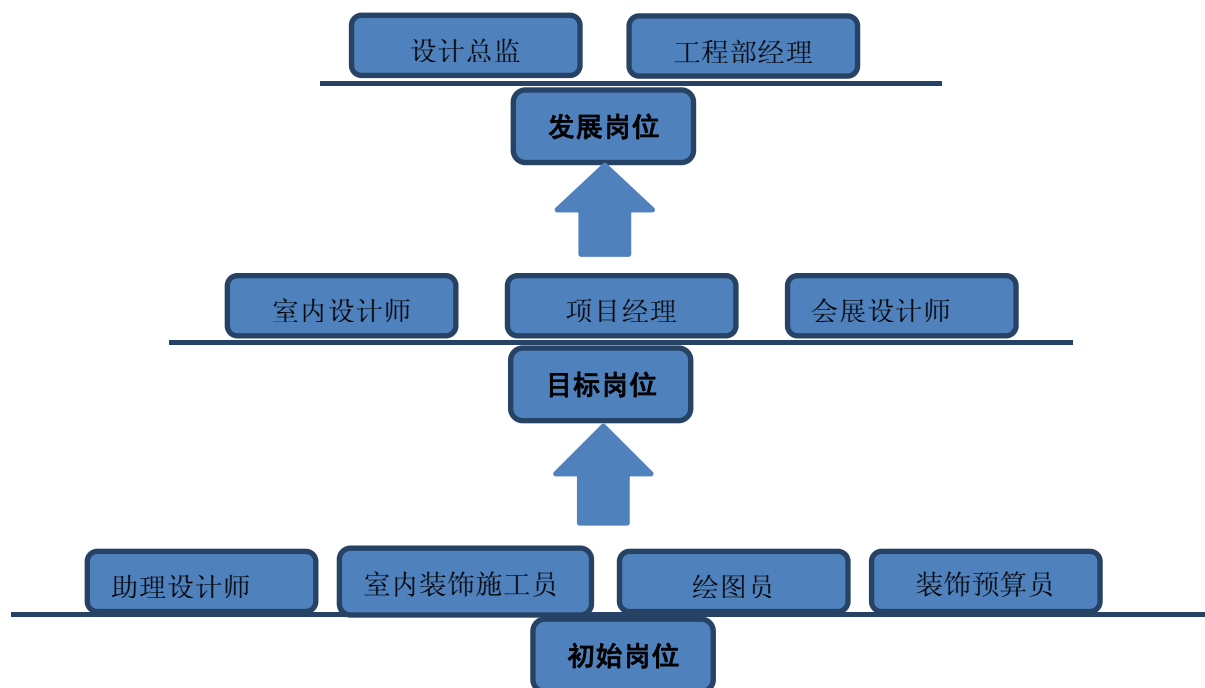 设计总监
工程部经理
发展岗位
室内设计师
项目经理
会展设计师
目标岗位
助理设计师
室内装饰施工员
绘图员
装饰预算员
初始岗位